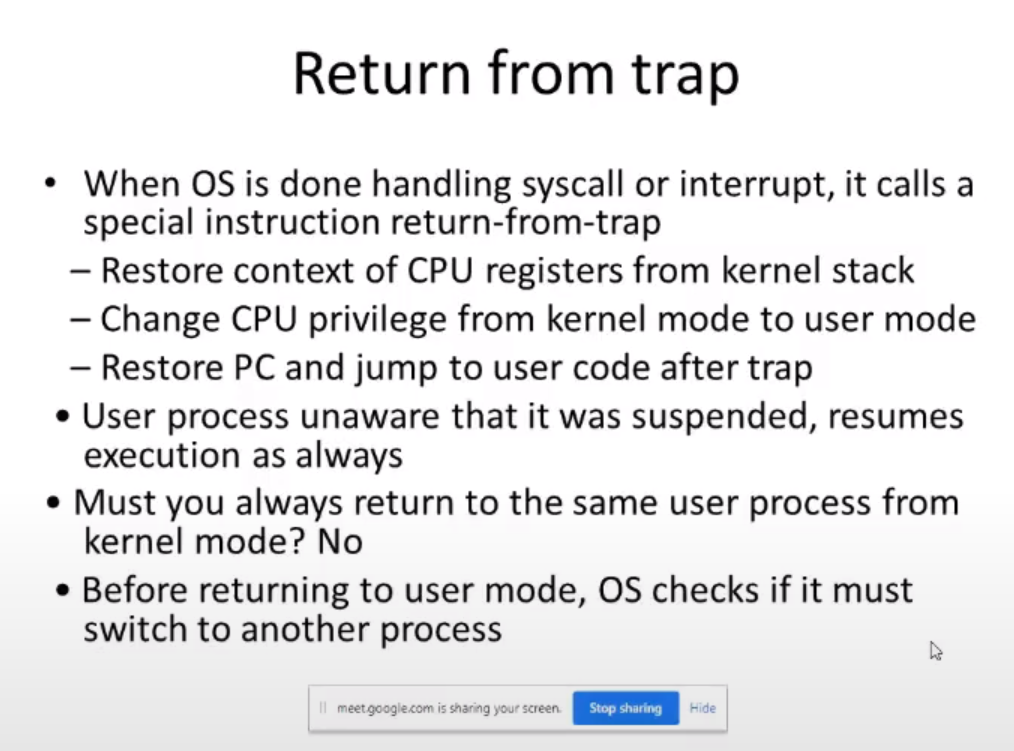 Return from trap
• When OS is done handling syscall or interrupt, it calls a
special instruction return-from-trap
– Restore context of CPU registers from kernel stack
– Change CPU privilege from kernel mode to user mode
– Restore PC and jump to user code after trap
• User process unaware that it was suspended, resumes
execution as always
• Must you always return to the same user process from
kernel mode? No
• Before returning to user mode, OS checks if it must
switch to another process
meet.google.com is sharing your screen. Stop sharing Hide